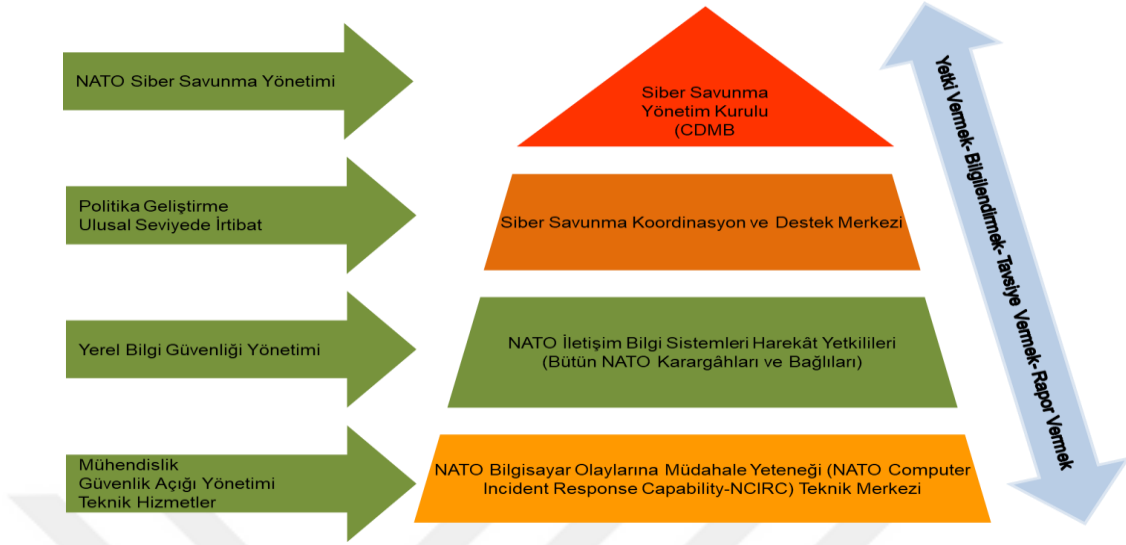 NATO Siber Savunma Yönetimi
Siber Savunma
Yönetim Kurulu
(CDMB
Politika Geliştirme
Ulusal Seviyede İrtibat
Siber Savunma Koordinasyon ve Destek Merkezi
Yerel Bilgi Güvenliği Yönetimi
NATO İletişim Bilgi Sistemleri Harekât Yetkilileri
(Bütün NATO Karargâhları ve Bağlıları)
Mühendislik
Güvenlik Açığı Yönetimi
Teknik Hizmetler
NATO Bilgisayar Olaylarına Müdahale Yeteneği (NATO Computer
Incident Response Capability-NCIRC) Teknik Merkezi
Yetki Vermek- Bilgilendirmek- Tavsiye Vermek- Rapor Vermek